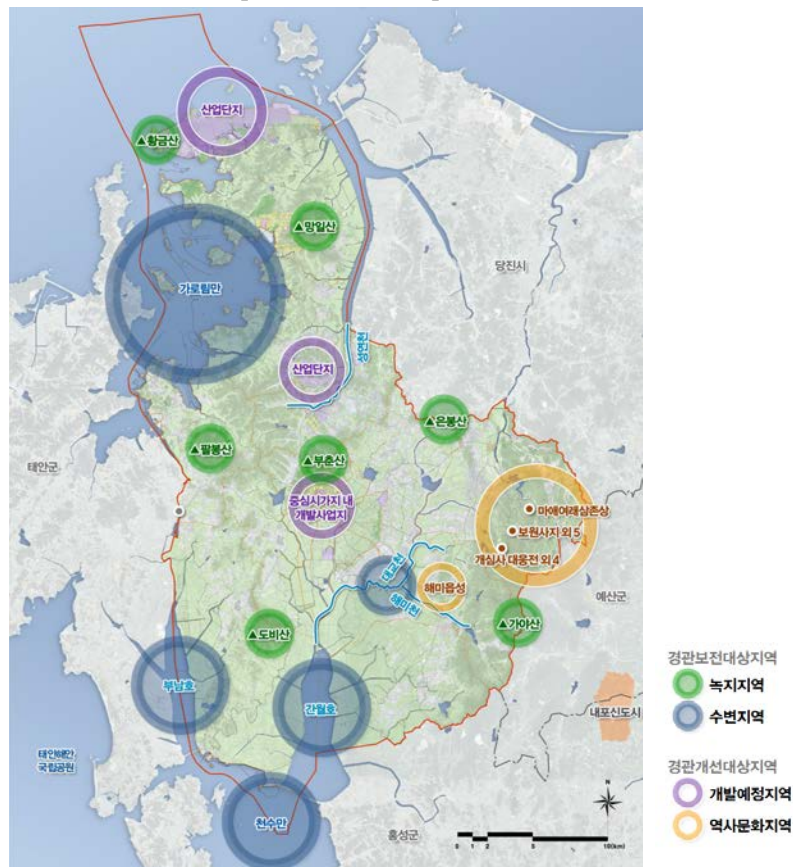 산업단지
▲황금산
▲망일산
가로림만
당진시
성연천
산업단지
▲은봉산
▲팔봉산
▲부춘산
태안군
중심시가지 내
개발사업지
마애여래삼존상
보원사지 외 5
개심사 대웅전 외 4
대교천
해미읍성
해미천
예산군
▲가야산
▲도비산
부남호
간월호
내포신도시
태안해안
국립공원
천수만
홍성군
N
0 1 2 5 10(km)
경관보전대상지역
녹지지역
수변지역
경관개선대상지역
개발예정지역
역사문화지역